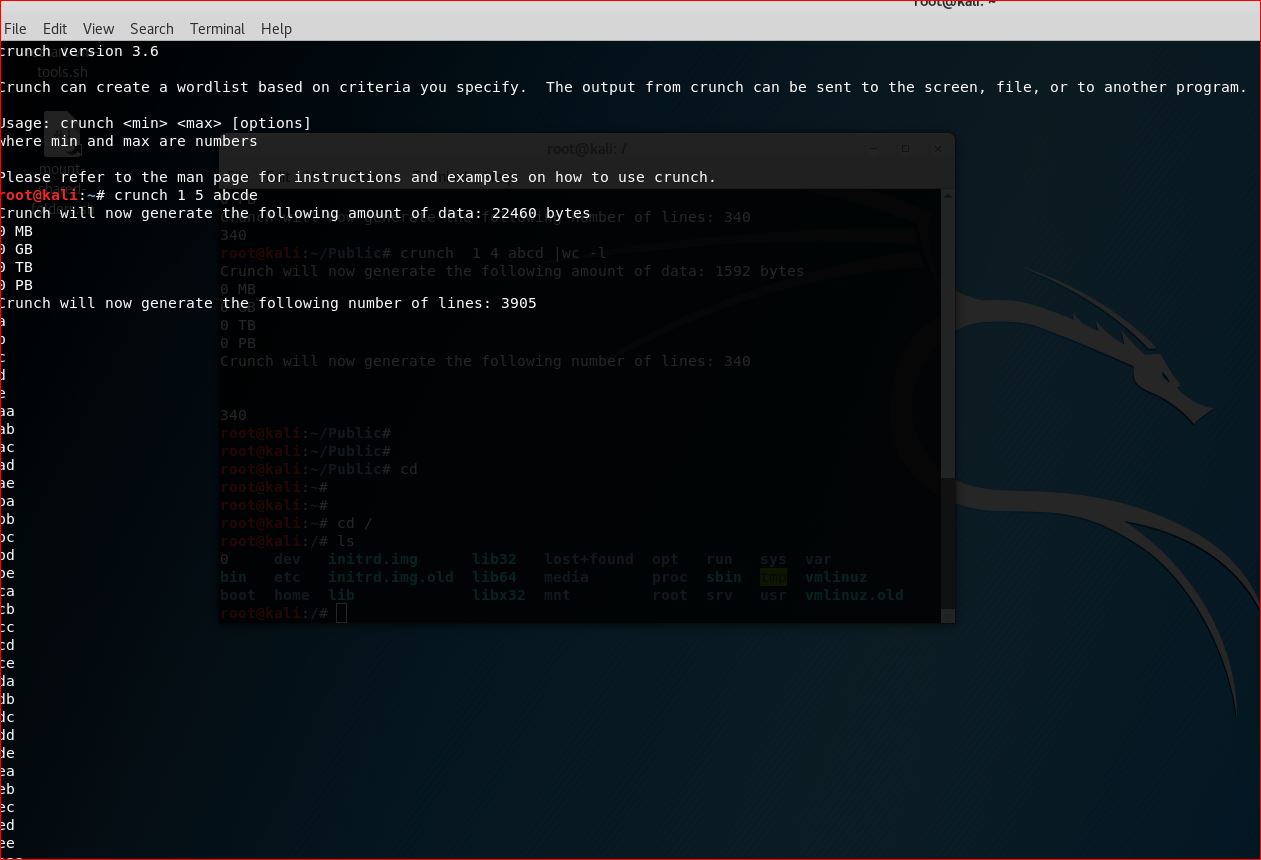 root@kali: ~
File Edit View Search Terminal Help
crunch version 3.6
tools.sh
Crunch can create a wordlist based on criteria you specify.  The output from crunch can be sent to the screen, file, or to another program.
Usage: crunch <min> <max> [options]
where min and max are numbers
Please refer to the man page for instructions and examples on how to use crunch.
root@kali:~# crunch 1 5 abcde
Crunch will now generate the following amount of data: 22460 bytes
0 MB
0 GB
0 TB
0 PB
Crunch will now generate the following number of lines: 3905
a
b
c
d
e
aa
ab
ac
ad
ae
ba
bb
bc
bd
be
ca
cb
cc
cd
ce
da
db
dc
dd
de
ea
eb
ec
ed
ee
mount-
root@kali: /
Crunch will now generate the following number of lines: 340
340
root@kali:~/Public# crunch  1 4 abcd |wc -l
Crunch will now generate the following amount of data: 1592 bytes
0 MB
0 GB
0 TB
0 PB
Crunch will now generate the following number of lines: 340
340
root@kali:~/Public#
root@kali:~/Public#
root@kali:~/Public# cd
root@kali:~#
root@kali:~#
root@kali:~# cd /
root@kali:/# ls
0 dev initrd.img lib32 lost+found opt run sys var
bin etc initrd.img.old lib64 media proc sbin tmp vmlinuz
boot home lib libx32 mnt root srv usr vmlinuz.old
root@kali:/#